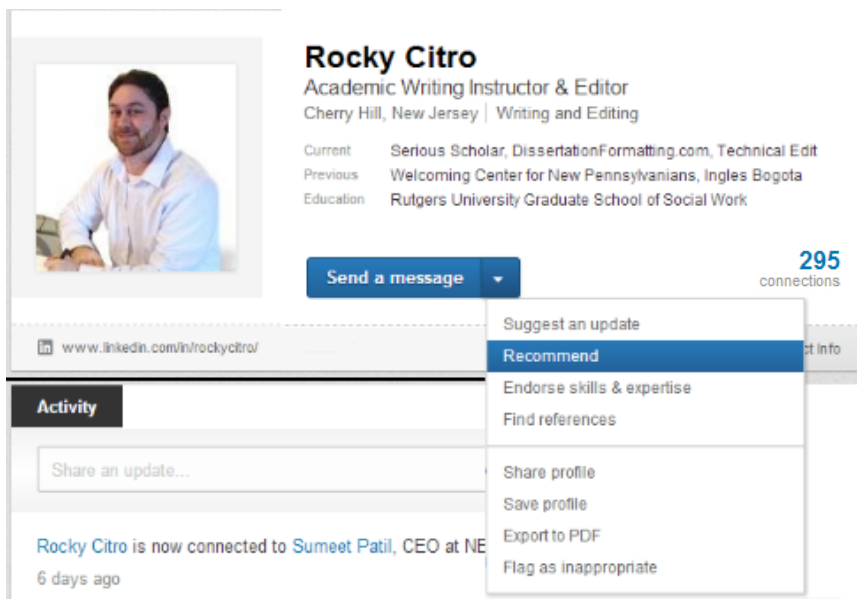 Rocky Citro
Academic Writing Instructor & Editor
Cherry Hill, New Jersey | Writing and Editing
Current Serious Scholar, DissertationFormatting.com, Technical Edit
Previous Welcoming Center for New Pennsylvanians, Ingles Bogota
Education Rutgers University Graduate School of Social Work
Send a message
295
connections
Suggest an update
in www.linkedin.com/in/rockycitro/
Recommend
ct Info
Endorse skills & expertise
Find references
Activity
Share an update...
Share profile
Save profile
Export to PDF
Flag as inappropriate
Rocky Citro is now connected to Sumeet Patil, CEO at NE
6 days ago